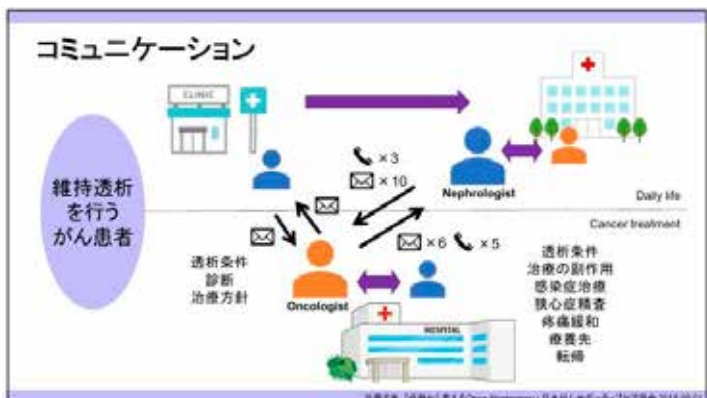 コミュニケーション
CLINIC
維持透析
を行う
がん患者
× 3
× 10
Nephrologist
Daily life
Cancer treatment
× 6
× 5
透析条件
診断
治療方針
Oncologist
HOSPITAL
透析条件
治療の副作用
感染症治療
狭心症精査
疼痛緩和
療養先
転帰